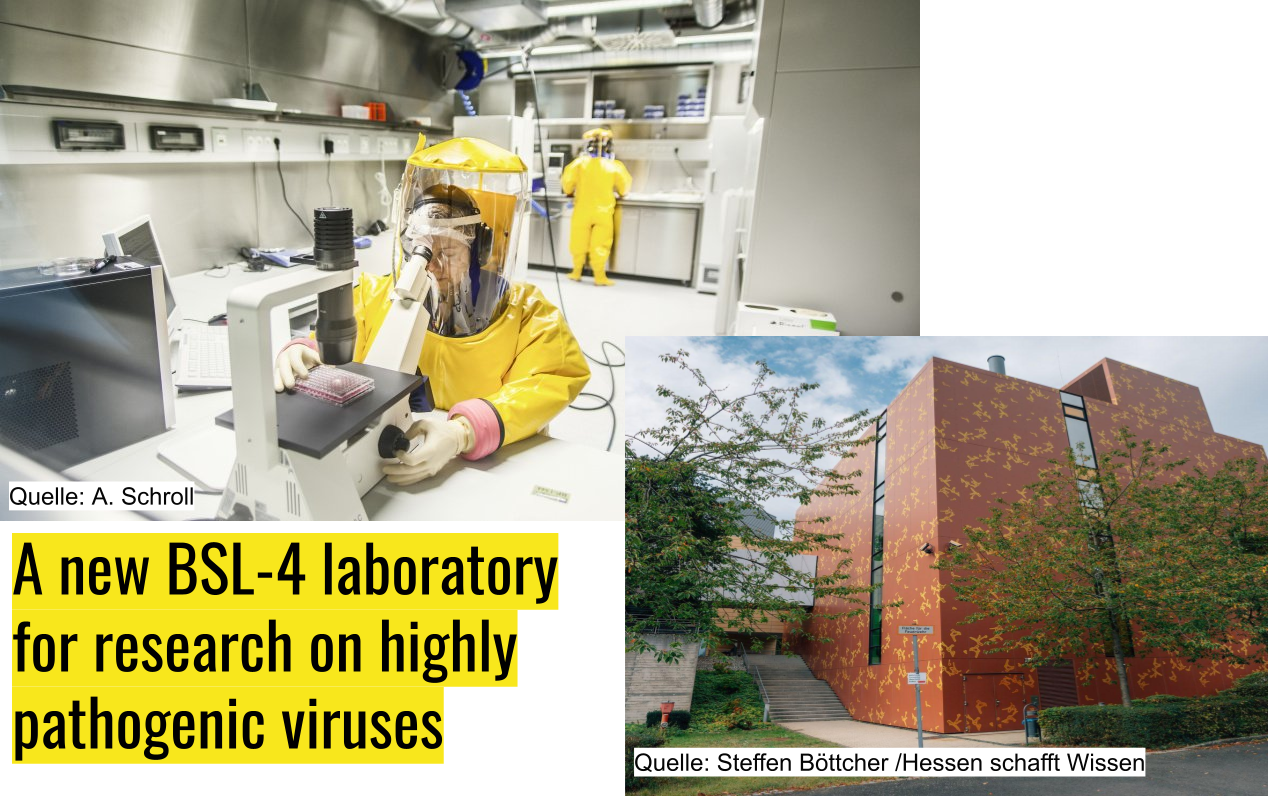 Quelle: A. Schroll
A new BSL-4 laboratory
for research on highly
pathogenic viruses
Quelle: Steffen Böttcher /Hessen schafft Wissen